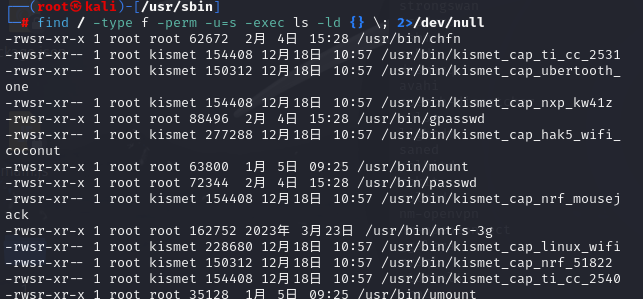 ┌──(root㉿kali)-[/usr/sbin]
└─# find / -type f -perm -u=s -exec ls -ld {} \; 2>/dev/null
-rwsr-xr-x 1 root root 62672  2月  4日  15:28 /usr/bin/chfn
-rwsr-xr-- 1 root kismet 154408 12月18日  10:57 /usr/bin/kismet_cap_ti_cc_2531
-rwsr-xr-- 1 root kismet 150312 12月18日  10:57 /usr/bin/kismet_cap_ubertooth_
one
-rwsr-xr-- 1 root kismet 154408 12月18日  10:57 /usr/bin/kismet_cap_nxp_kw41z
-rwsr-xr-x 1 root root 88496  2月  4日  15:28 /usr/bin/gpasswd
-rwsr-xr-- 1 root kismet 277288 12月18日  10:57 /usr/bin/kismet_cap_hak5_wifi_
coconut
-rwsr-xr-x 1 root root 63800  1月  5日 09:25 /usr/bin/mount
-rwsr-xr-x 1 root root 72344  2月  4日  15:28 /usr/bin/passwd
-rwsr-xr-- 1 root kismet 154408 12月18日  10:57 /usr/bin/kismet_cap_nrf_mousej
ack
-rwsr-xr-x 1 root root 162752 2023年  3月23日  /usr/bin/ntfs-3g
-rwsr-xr-- 1 root kismet 228680 12月18日  10:57 /usr/bin/kismet_cap_linux_wifi
-rwsr-xr-- 1 root kismet 150312 12月18日  10:57 /usr/bin/kismet_cap_nrf_51822
-rwsr-xr-- 1 root kismet 154408 12月18日  10:57 /usr/bin/kismet_cap_ti_cc_2540
-rwsr-xr-x 1 root root 35128  1月  5日 09:25 /usr/bin/umount